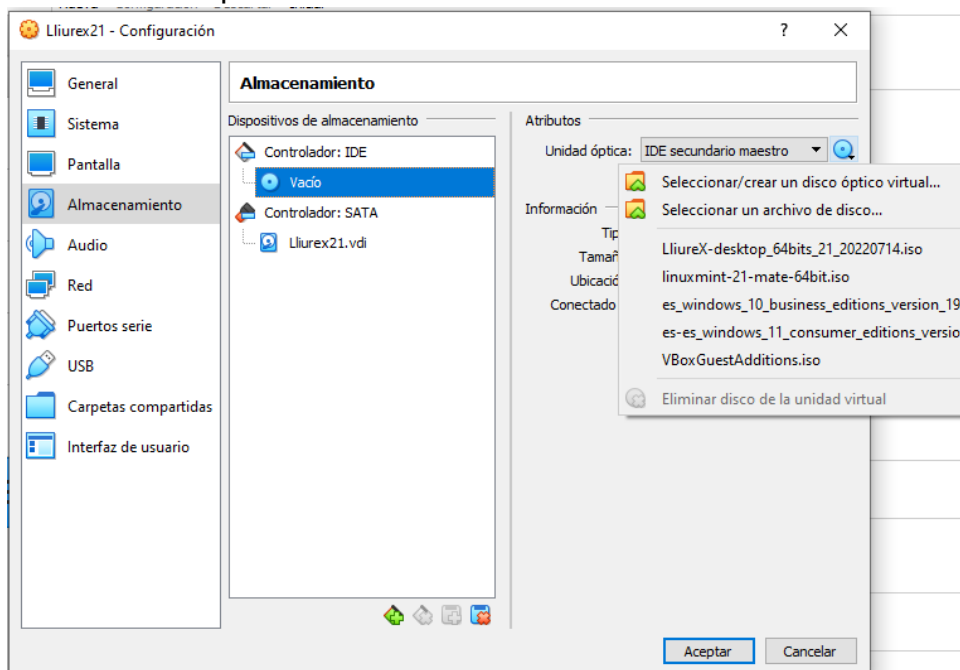 Lliurex21 - Configuración
?
General
Sistema
Pantalla
Almacenamiento
Audio
Red
Puertos serie
USB
Carpetas compartidas
Interfaz de usuario
Almacenamiento
Dispositivos de almacenamiento
Controlador: IDE
Vacío
Controlador: SATA
Lliurex21.vdi
Atributos
Unidad óptica: IDE secundario maestro
Información
Tip
Tamañ
Ubicació
Conectado
Seleccionar/crear un disco óptico virtual...
Seleccionar un archivo de disco...
LliureX-desktop_64bits_21_20220714.iso
linuxmint-21-mate-64bit.iso
es_windows_10_business_editions_version_19
es-es_windows_11_consumer_editions_versio
VBoxGuestAdditions.iso
Eliminar disco de la unidad virtual
Aceptar
Cancelar